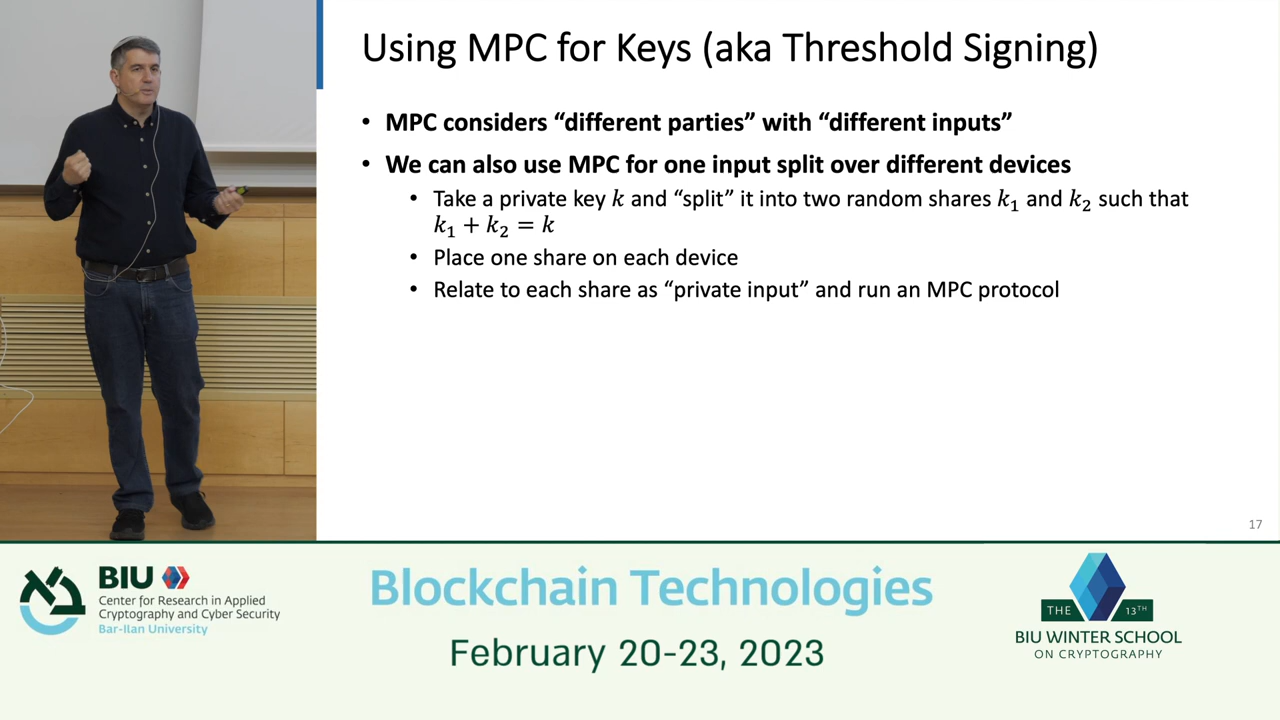 Using MPC for Keys (aka Threshold Signing)
• MPC considers “different parties” with “different inputs”
• We can also use MPC for one input split over different devices
• Take a private key k and “split” it into two random shares k₁ and k₂ such that
k₁ + k₂ = k
• Place one share on each device
• Relate to each share as “private input” and run an MPC protocol
17
BIU
Center for Research in Applied
Cryptography and Cyber Security
Bar-Ilan University
Blockchain Technologies
February 20-23, 2023
THE 13TH
BIU WINTER SCHOOL
ON CRYPTOGRAPHY